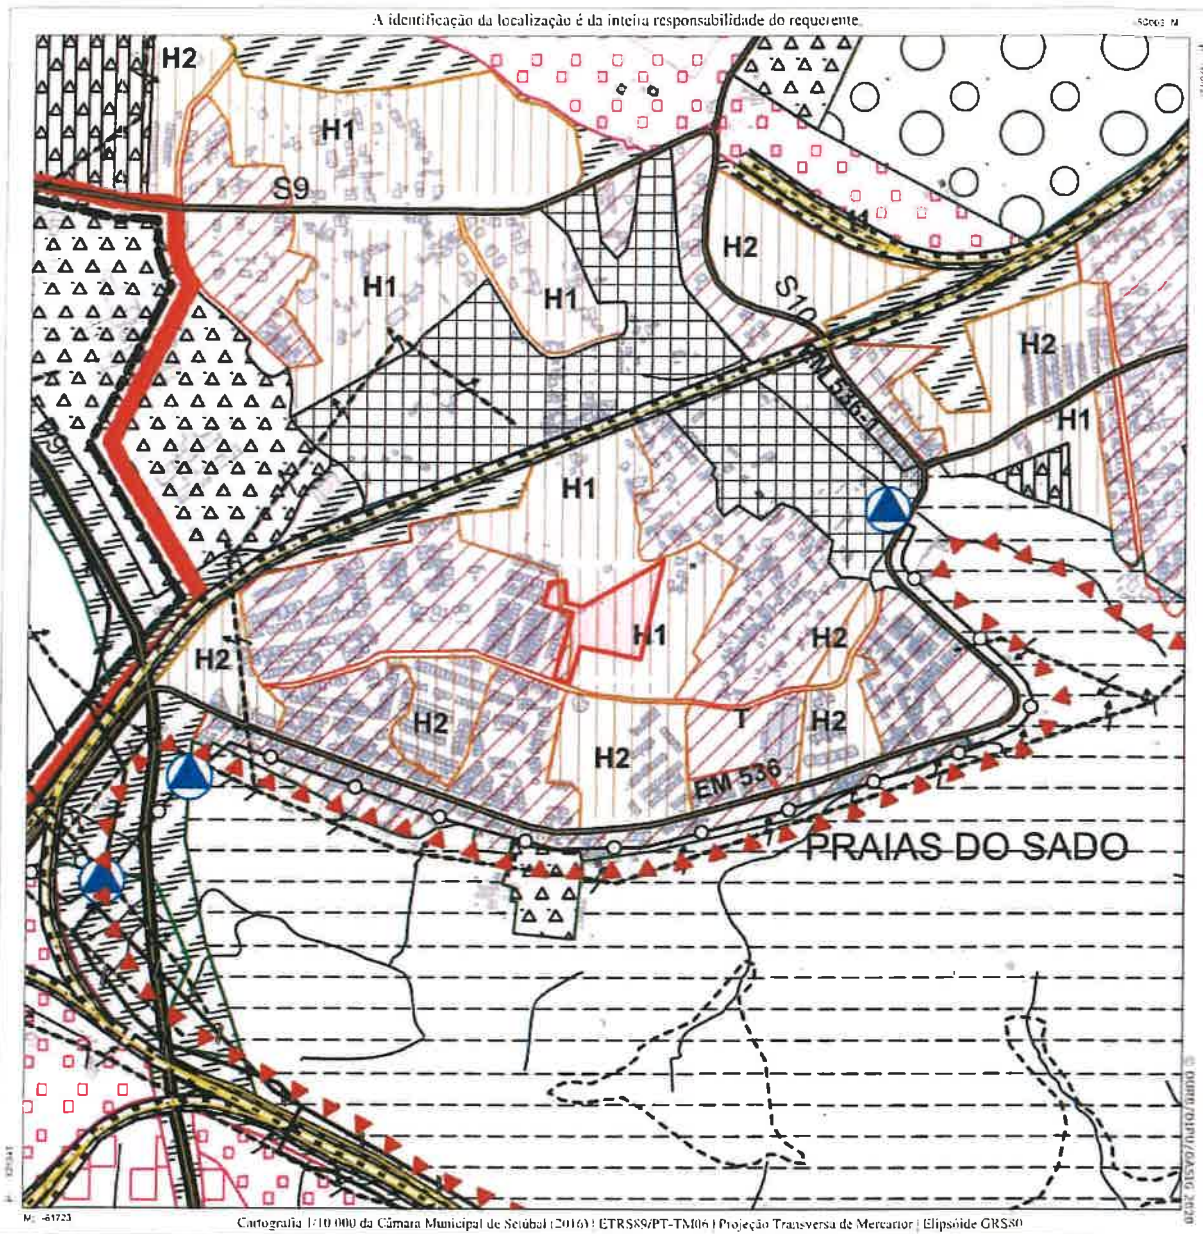 A identificação da localização é da inteira responsabilidade do requerente
H2
H1
S9
H2
H1
H1
S10
H2
EM 536-1
H1
H1
H1
H2
H2
H2
H2
T
H2
EM 536
PRAIAS DO SADO
M: -61723
Cartografia 1/10 000 da Câmara Municipal de Setúbal (2016) | ETRS89/PT-TM06 | Projeção Transversa de Mercartor | Elipsóide GRS80